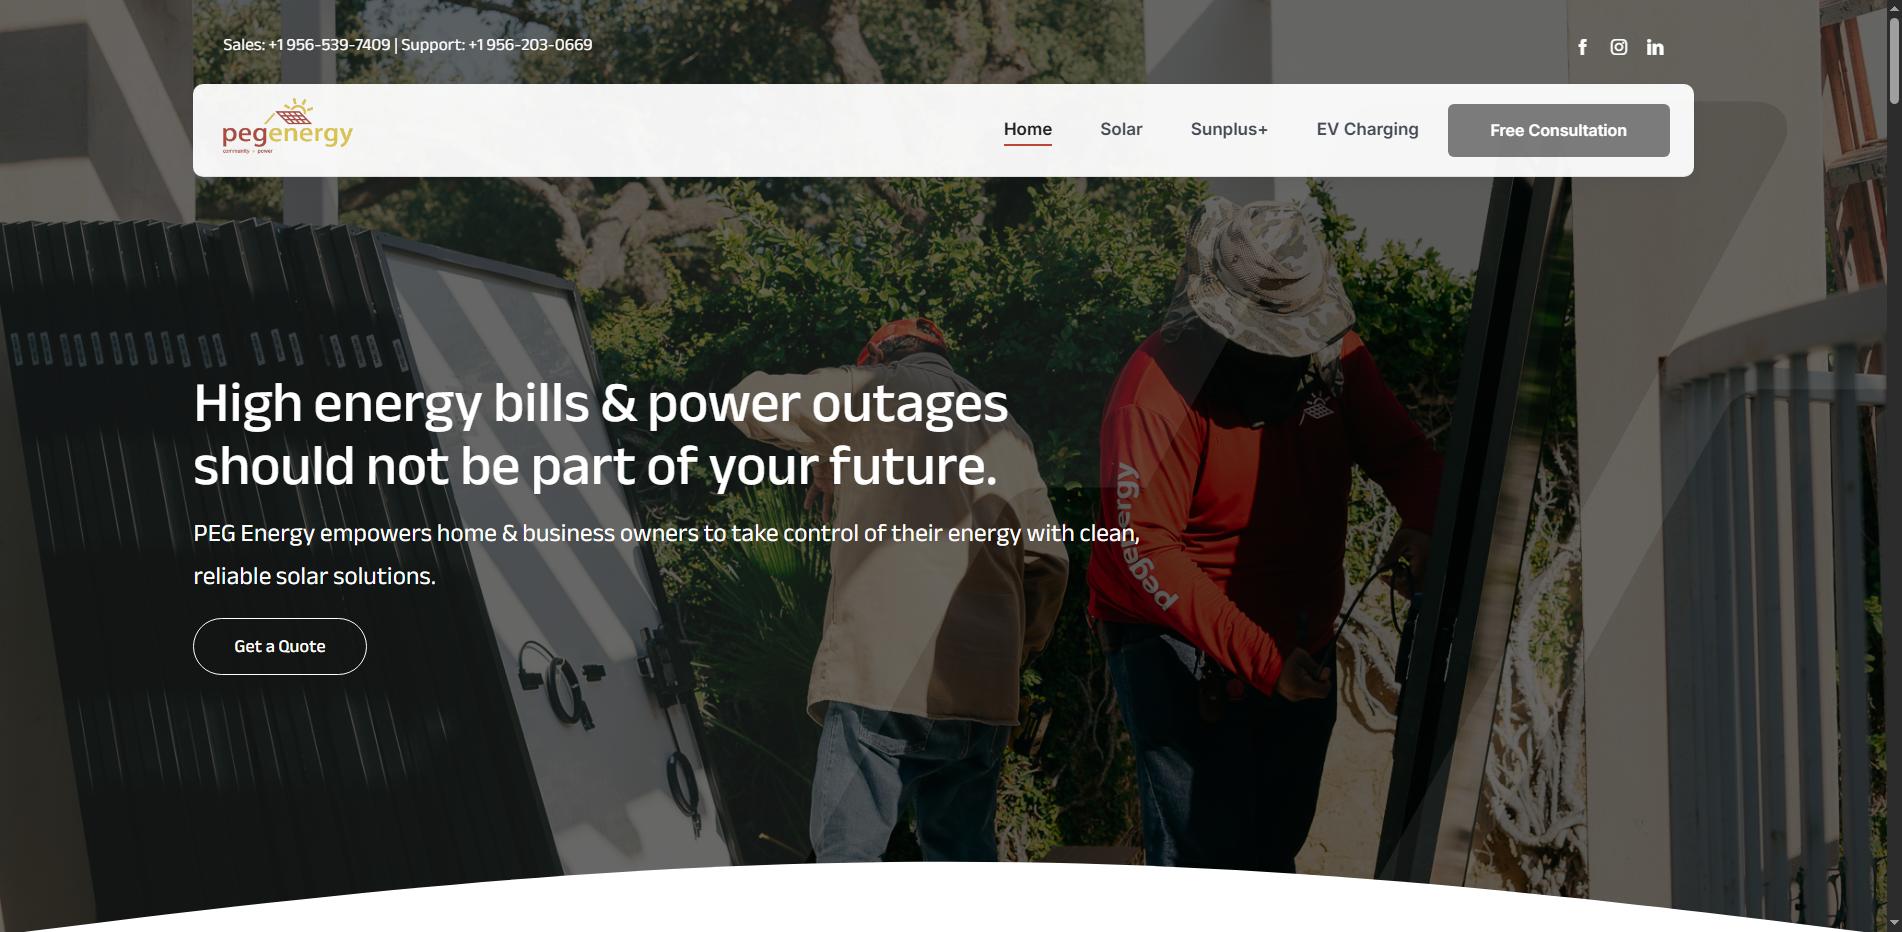 Sales: +1 956-539-7409 | Support: +1 956-203-0669
pegenergy
community + power
Home
Solar
Sunplus+
EV Charging
Free Consultation
High energy bills & power outages
should not be part of your future.
PEG Energy empowers home & business owners to take control of their energy with clean,
reliable solar solutions.
Get a Quote
pegenergy